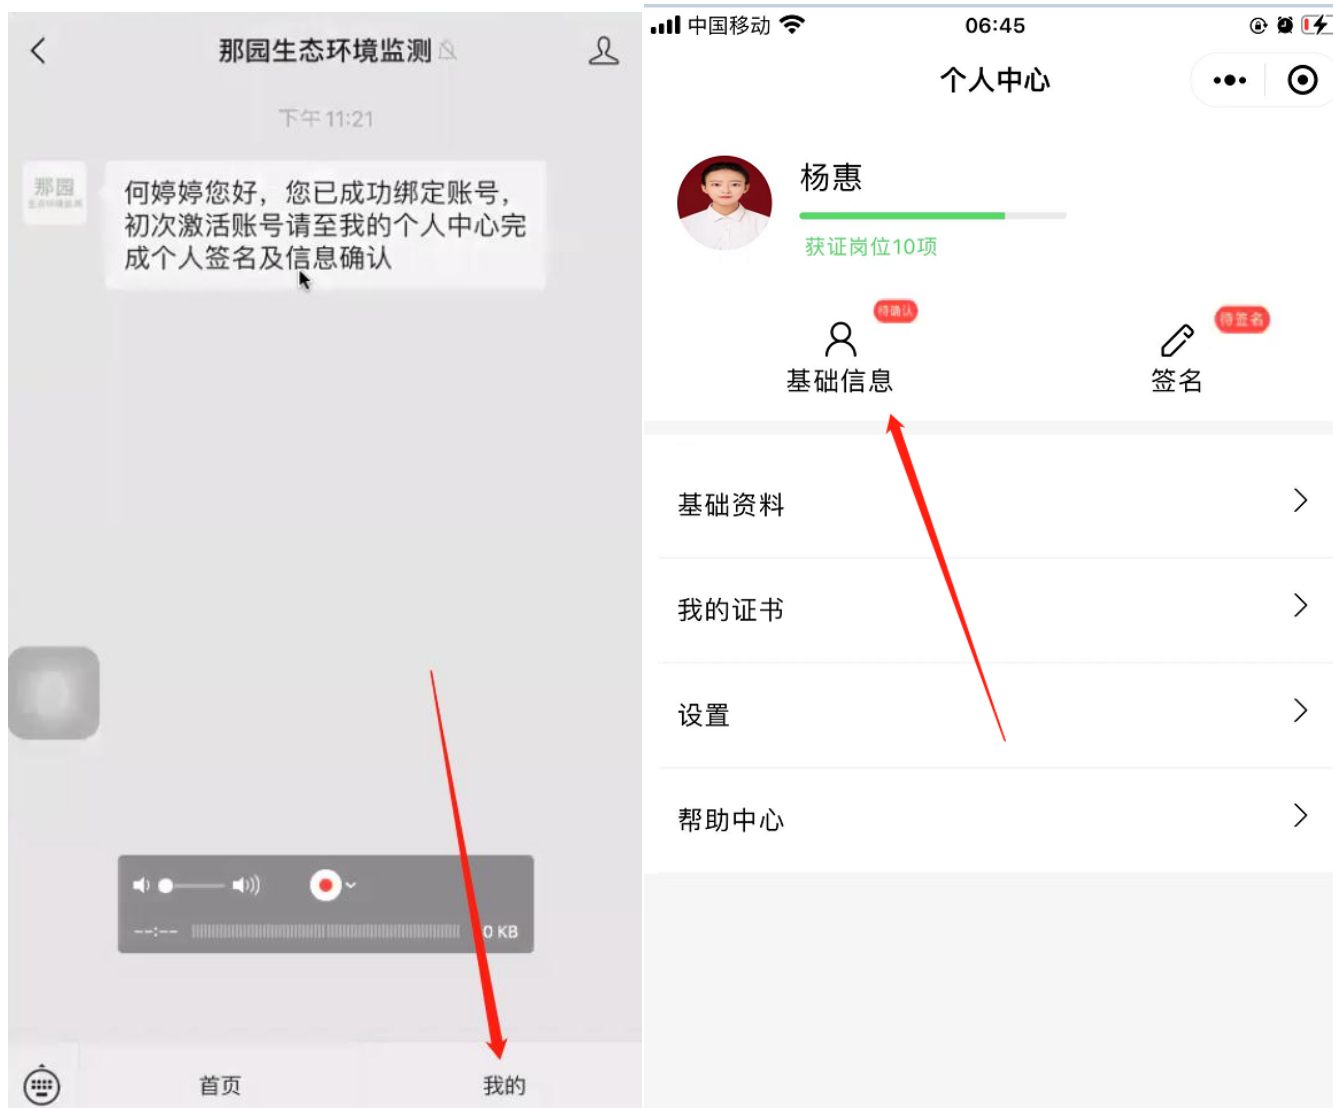 那园生态环境监测
下午 11:21
那园
何婷婷您好，您已成功绑定账号，
初次激活账号请至我的个人中心完
成个人签名及信息确认
--:--
0 KB
首页
我的
中国移动
06:45
个人中心
杨惠
获证岗位10项
待确认
待签名
基础信息
签名
基础资料
我的证书
设置
帮助中心